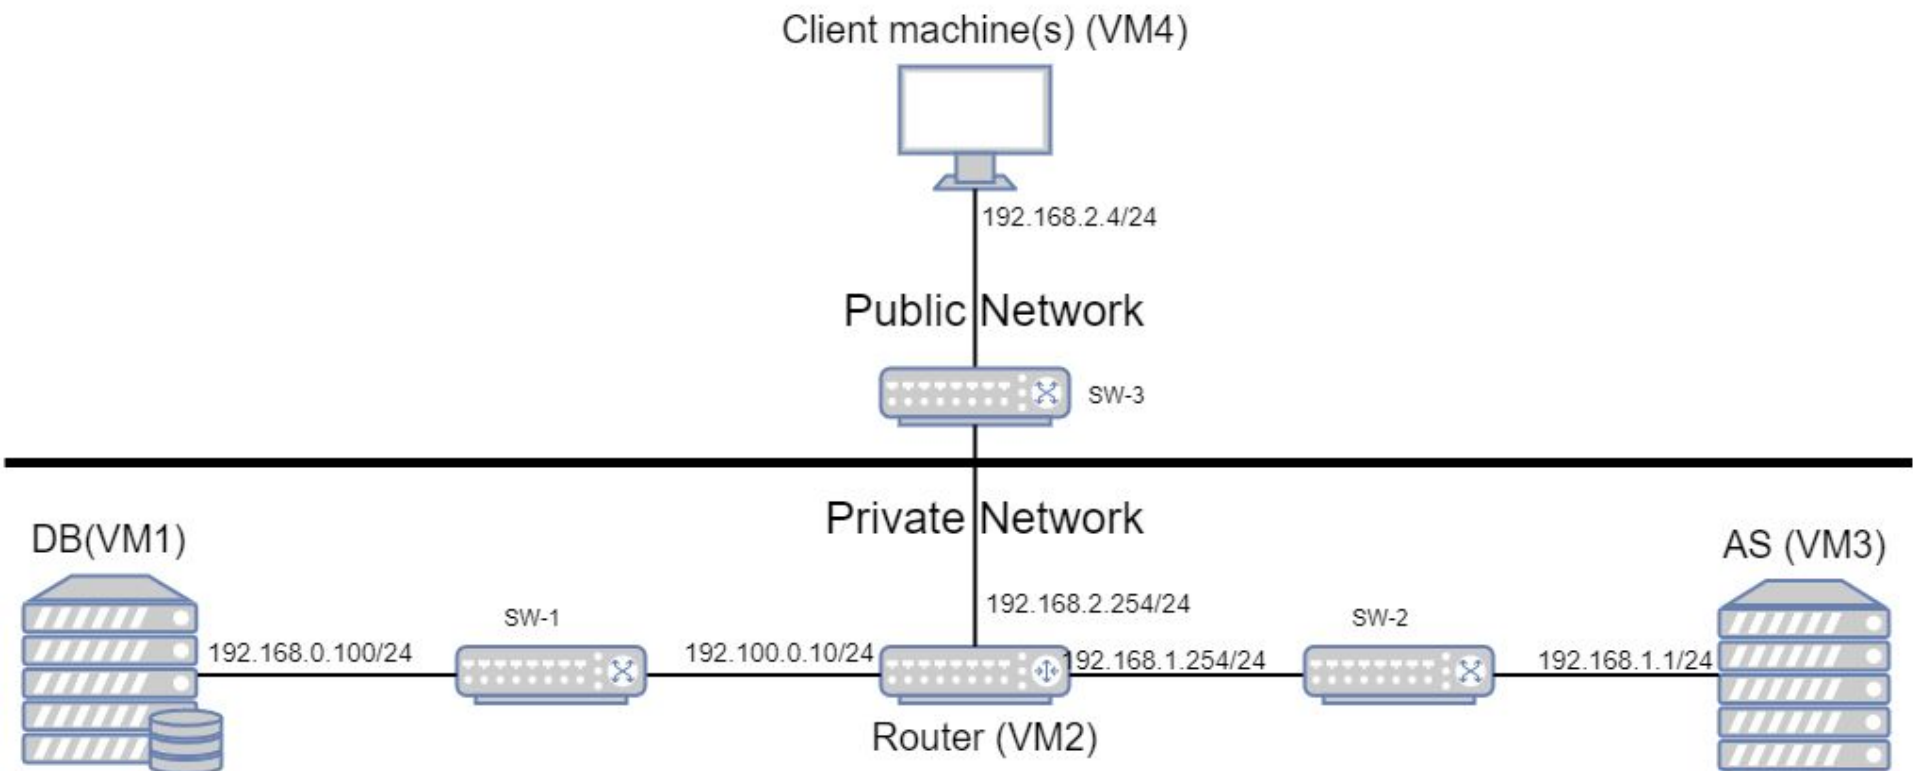 Client machine(s) (VM4)
192.168.2.4/24
Public Network
SW-3
Private Network
DB(VM1)
AS (VM3)
192.168.2.254/24
SW-1
SW-2
192.168.0.100/24
192.100.0.10/24
192.168.1.254/24
192.168.1.1/24
Router (VM2)